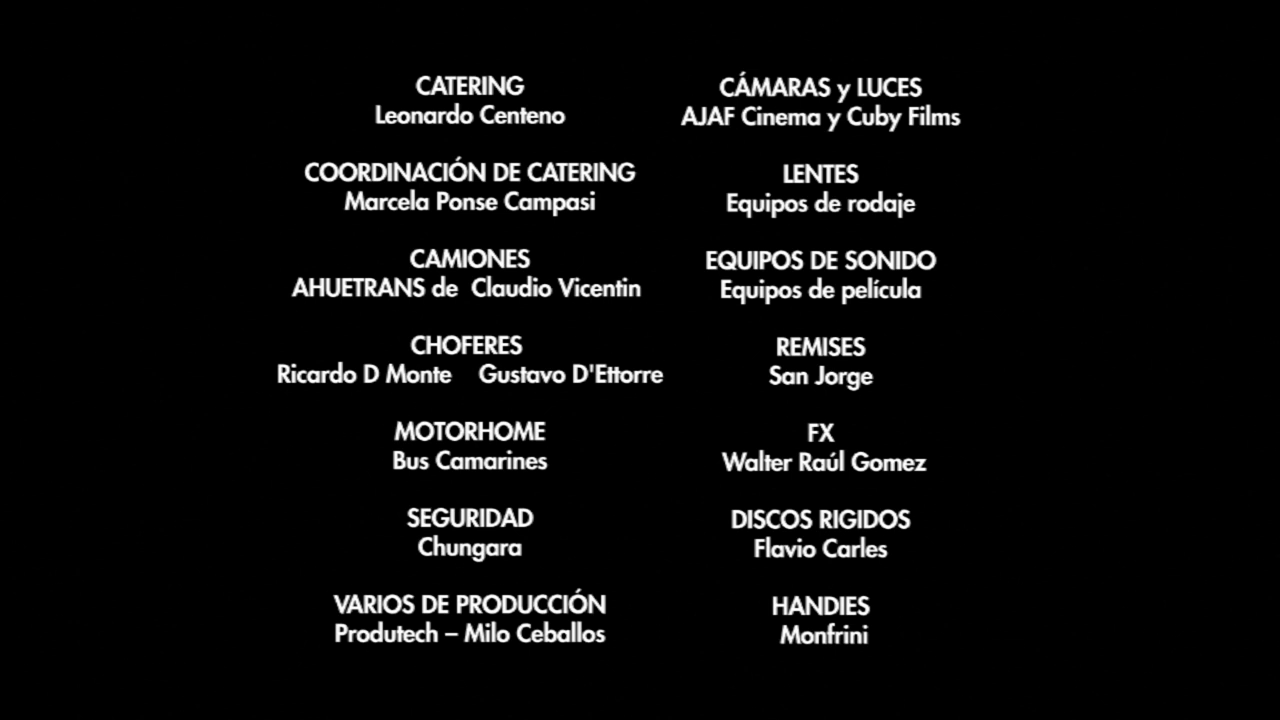 CATERING
Leonardo Centeno
COORDINACIÓN DE CATERING
Marcela Ponse Campasi
CAMIONES
AHUETRANS de  Claudio Vicentin
CHOFERES
Ricardo D Monte    Gustavo D'Ettorre
MOTORHOME
Bus Camarines
SEGURIDAD
Chungara
VARIOS DE PRODUCCIÓN
Produtech – Milo Ceballos
CÁMARAS y LUCES
AJAF Cinema y Cuby Films
LENTES
Equipos de rodaje
EQUIPOS DE SONIDO
Equipos de película
REMISES
San Jorge
FX
Walter Raúl Gomez
DISCOS RIGIDOS
Flavio Carles
HANDIES
Monfrini